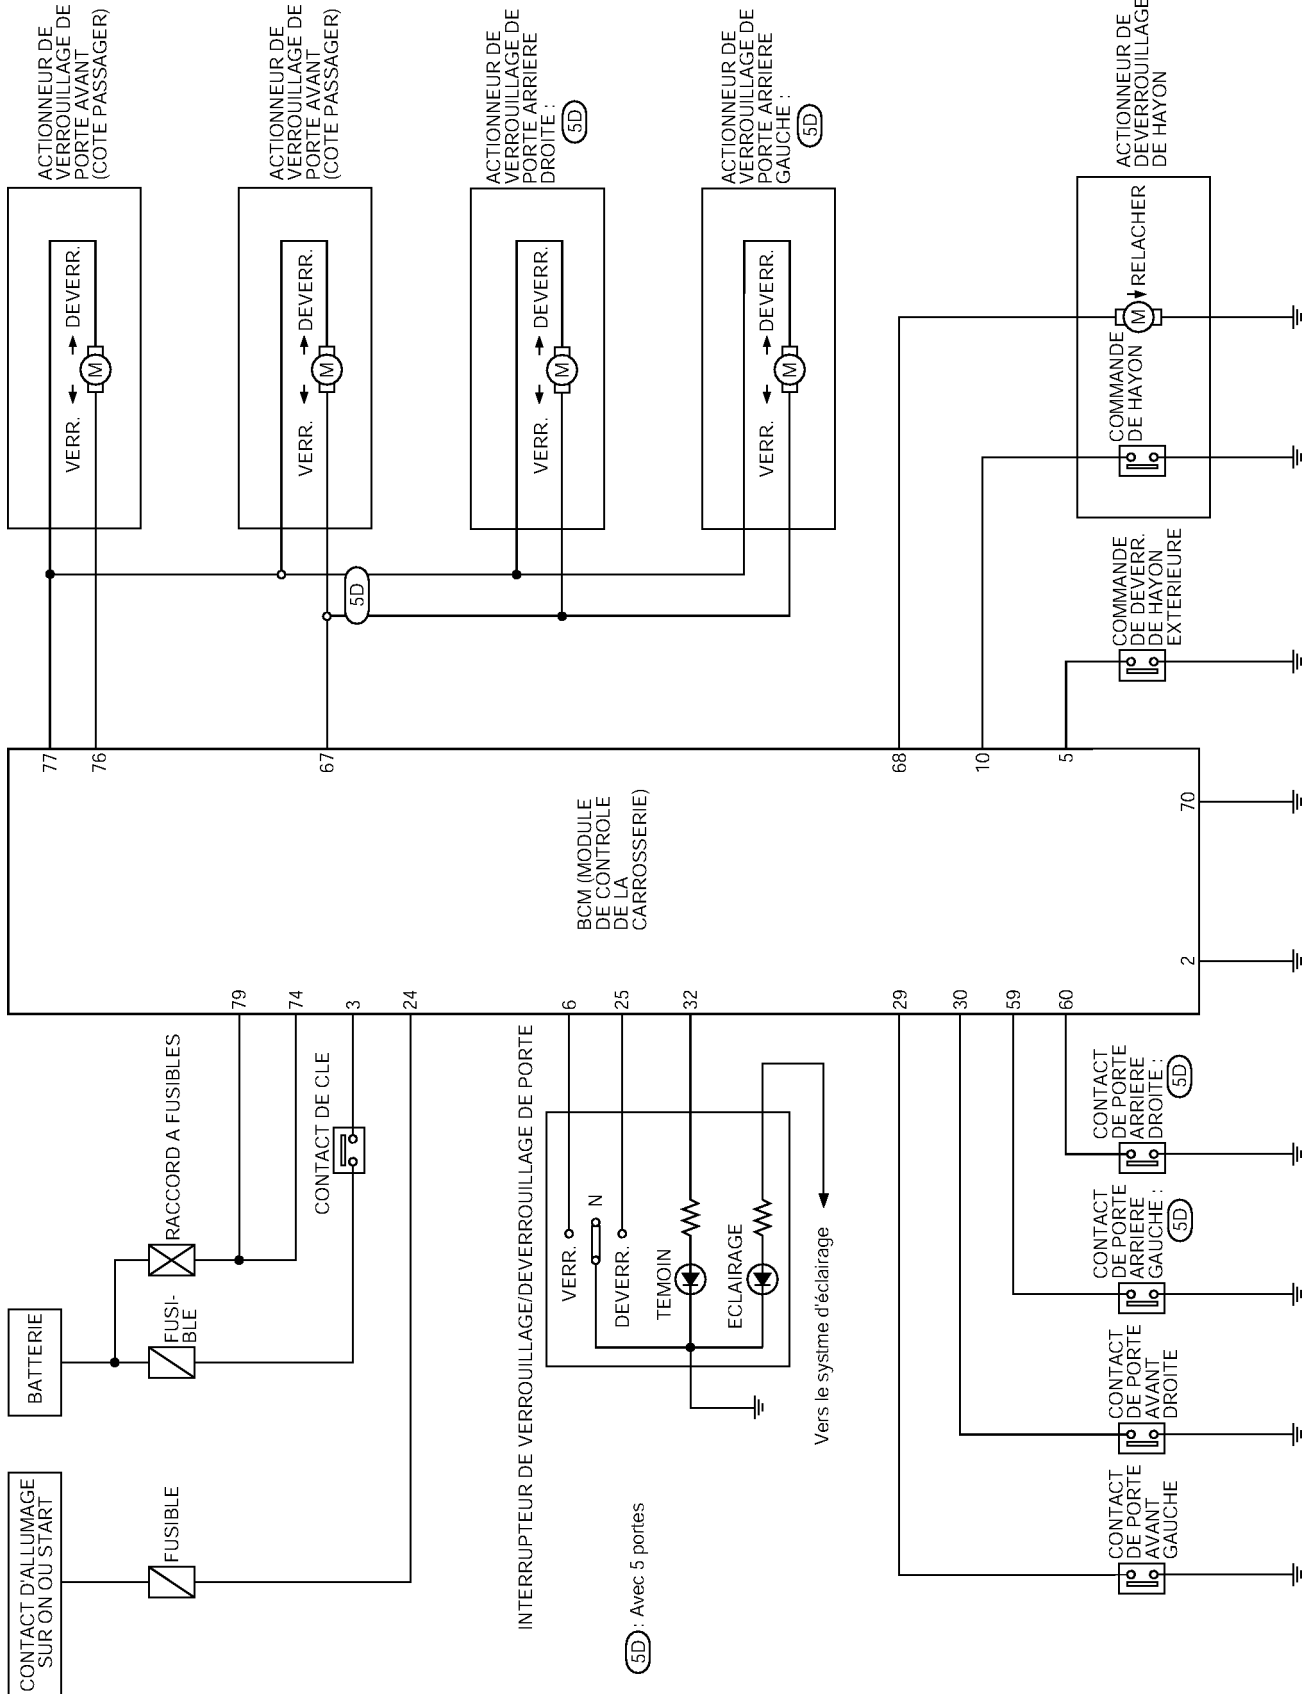 CONTACT D'ALLUMAGE
SUR ON OU START
FUSIBLE
BATTERIE
FUSI-
BLE
RACCORD A FUSIBLES
CONTACT DE CLE
79
74
3
24
INTERRUPTEUR DE VERROUILLAGE/DEVERROUILLAGE DE PORTE
VERR.
N
DEVERR.
TEMOIN
ECLAIRAGE
6
25
32
Vers le systme d'éclairage
5D : Avec 5 portes
29
30
59
60
CONTACT
DE PORTE
AVANT
GAUCHE
CONTACT
DE PORTE
AVANT
DROITE
CONTACT
DE PORTE
ARRIERE
GAUCHE :
5D
CONTACT
DE PORTE
ARRIERE
DROITE :
5D
BCM (MODULE
DE CONTROLE
DE LA
CARROSSERIE)
2
70
77
76
67
68
10
5
5D
VERR.
DEVERR.
M
ACTIONNEUR DE
VERROUILLAGE DE
PORTE AVANT
(COTE PASSAGER)
VERR.
DEVERR.
M
ACTIONNEUR DE
VERROUILLAGE DE
PORTE AVANT
(COTE PASSAGER)
VERR.
DEVERR.
M
ACTIONNEUR DE
VERROUILLAGE DE
PORTE ARRIERE
DROITE :
5D
VERR.
DEVERR.
M
ACTIONNEUR DE
VERROUILLAGE DE
PORTE ARRIERE
GAUCHE :
5D
COMMANDE
DE DEVERR.
DE HAYON
EXTERIEURE
COMMANDE
DE HAYON
M
RELACHER
ACTIONNEUR DE
DEVERROUILLAGE
DE HAYON